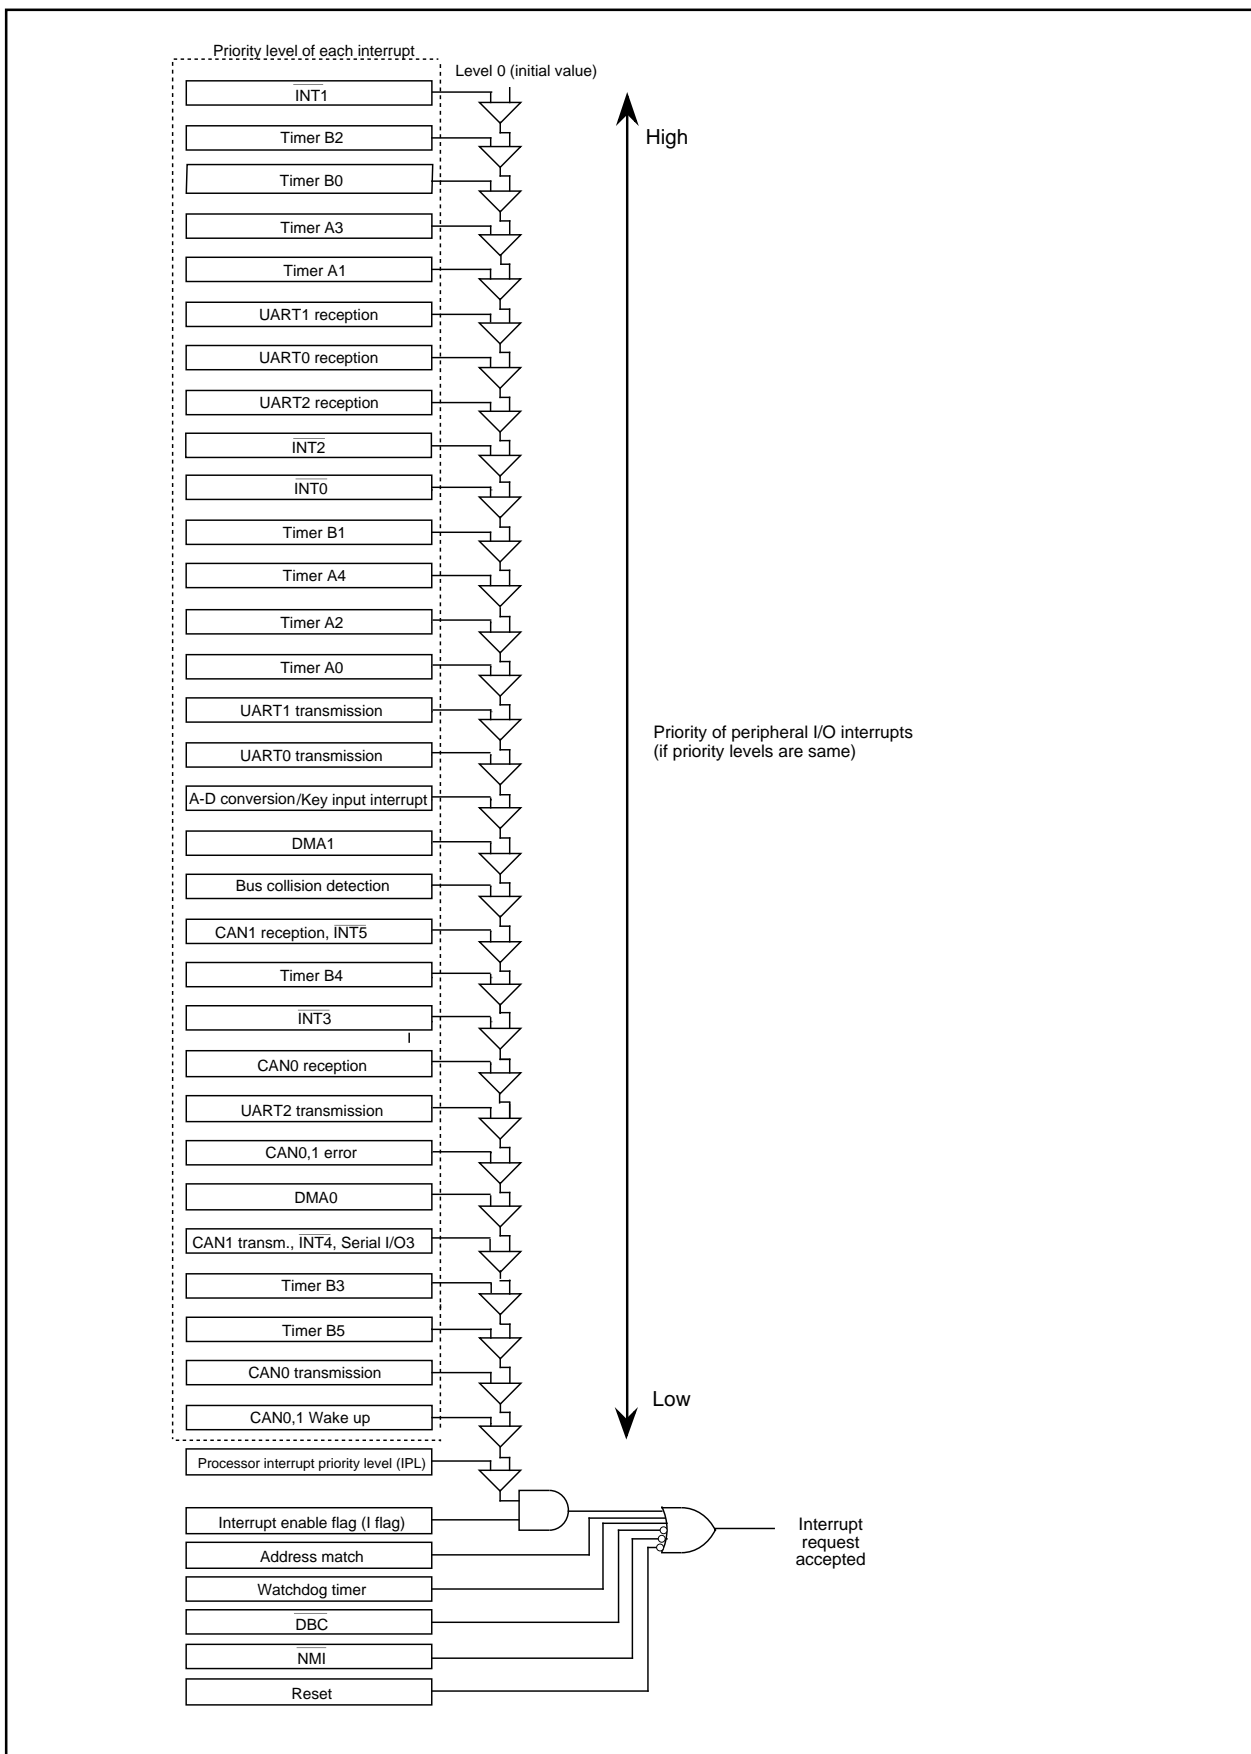 Priority level of each interrupt
Level 0 (initial value)
INT1
High
Timer B2
Timer B0
Timer A3
Timer A1
UART1 reception
UART0 reception
UART2 reception
INT2
INT0
Timer B1
Timer A4
Timer A2
Timer A0
UART1 transmission
Priority of peripheral I/O interrupts
(if priority levels are same)
UART0 transmission
A-D conversion/Key input interrupt
DMA1
Bus collision detection
CAN1 reception, INT5
Timer B4
INT3
I
CAN0 reception
UART2 transmission
CAN0,1 error
DMA0
CAN1 transm., INT4, Serial I/O3
Timer B3
Timer B5
CAN0 transmission
Low
CAN0,1 Wake up
Processor interrupt priority level (IPL)
Interrupt enable flag (I flag)
Address match
Watchdog timer
DBC
NMI
Reset
Interrupt
request
accepted